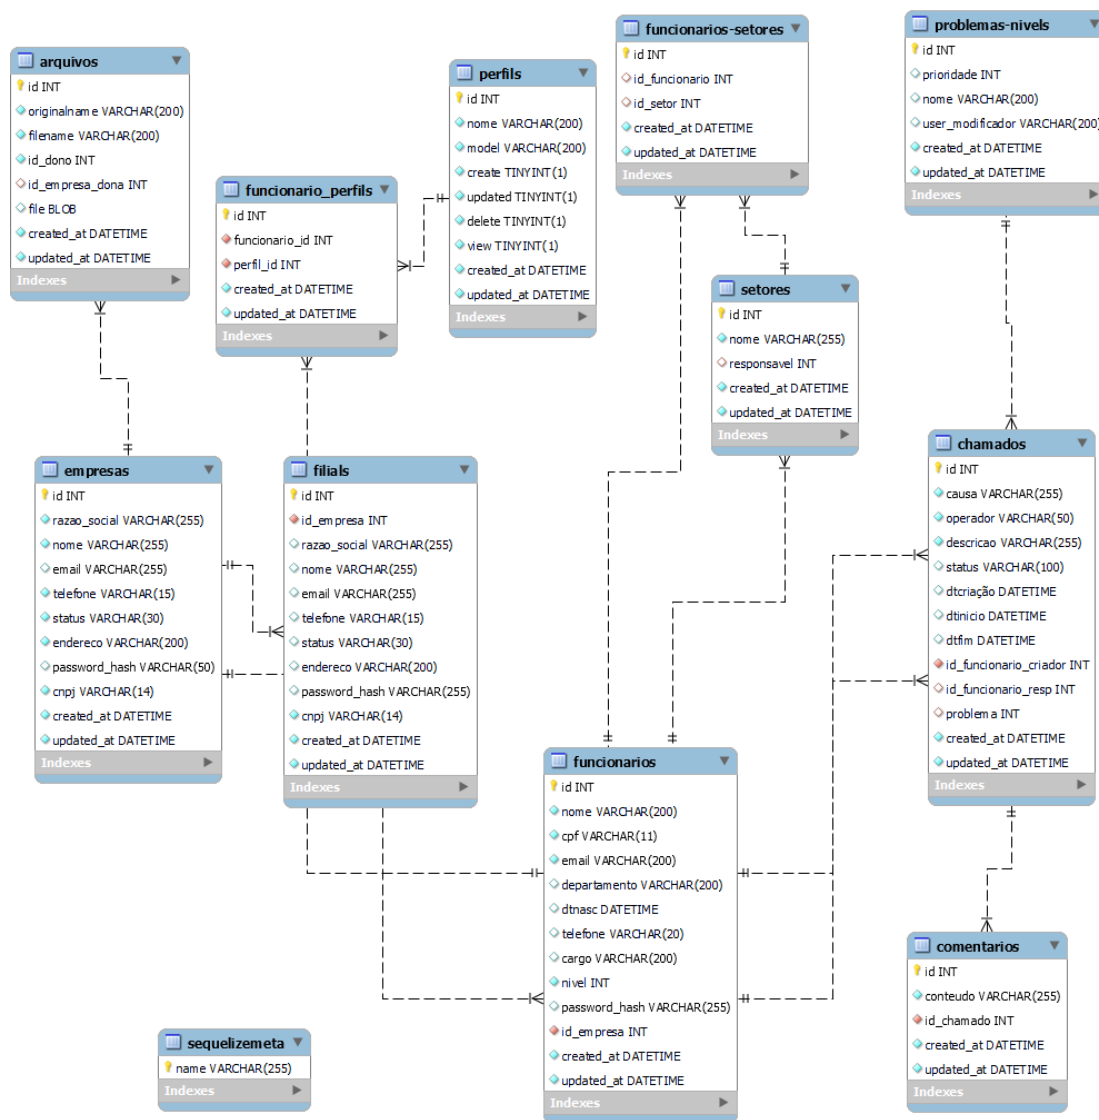 arquivos
id INT
originalname VARCHAR(200)
filename VARCHAR(200)
id_dono INT
id_empresa_dona INT
file BLOB
created_at DATETIME
updated_at DATETIME
Indexes
perfils
id INT
nome VARCHAR(200)
model VARCHAR(200)
create TINYINT(1)
updated TINYINT(1)
delete TINYINT(1)
view TINYINT(1)
created_at DATETIME
updated_at DATETIME
Indexes
funcionarios-setores
id INT
id_funcionario INT
id_setor INT
created_at DATETIME
updated_at DATETIME
Indexes
problemas-nivels
id INT
prioridade INT
nome VARCHAR(200)
user_modificador VARCHAR(200)
created_at DATETIME
updated_at DATETIME
Indexes
funcionario_perfils
id INT
funcionario_id INT
perfil_id INT
created_at DATETIME
updated_at DATETIME
Indexes
setores
id INT
nome VARCHAR(255)
responsavel INT
created_at DATETIME
updated_at DATETIME
Indexes
empresas
id INT
razao_social VARCHAR(255)
nome VARCHAR(255)
email VARCHAR(255)
telefone VARCHAR(15)
status VARCHAR(30)
endereco VARCHAR(200)
password_hash VARCHAR(50)
cnpj VARCHAR(14)
created_at DATETIME
updated_at DATETIME
Indexes
filials
id INT
id_empresa INT
razao_social VARCHAR(255)
nome VARCHAR(255)
email VARCHAR(255)
telefone VARCHAR(15)
status VARCHAR(30)
endereco VARCHAR(200)
password_hash VARCHAR(255)
cnpj VARCHAR(14)
created_at DATETIME
updated_at DATETIME
Indexes
chamados
id INT
causa VARCHAR(255)
operador VARCHAR(50)
descricao VARCHAR(255)
status VARCHAR(100)
dtcriação DATETIME
dtinicio DATETIME
dtfim DATETIME
id_funcionario_criador INT
id_funcionario_resp INT
problema INT
created_at DATETIME
updated_at DATETIME
Indexes
funcionarios
id INT
nome VARCHAR(200)
cpf VARCHAR(11)
email VARCHAR(200)
departamento VARCHAR(200)
dtnasc DATETIME
telefone VARCHAR(20)
cargo VARCHAR(200)
nivel INT
password_hash VARCHAR(255)
id_empresa INT
created_at DATETIME
updated_at DATETIME
Indexes
comentarios
id INT
conteudo VARCHAR(255)
id_chamado INT
created_at DATETIME
updated_at DATETIME
Indexes
sequelizemeta
name VARCHAR(255)
Indexes